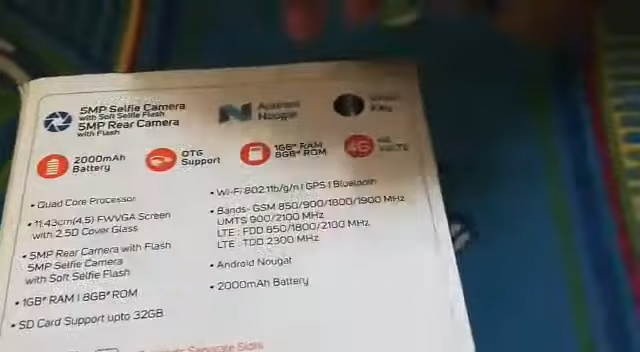 5MP Selfie Camera
with Soft Selfie Flash
5MP Rear Camera
with Flash
Android
Nougat
Key
2000mAh
Battery
OTG
Support
1GB* RAM
8GB* ROM
4G
4G
VoLTE
• Quad Core Processor
• 11.43cm(4.5) FWVGA Screen
with 2.5D Cover Glass
• 5MP Rear Camera with Flash
5MP Selfie Camera
with Soft Selfie Flash
• 1GB* RAM | 8GB* ROM
• SD Card Support upto 32GB
• Wi-Fi 802.11b/g/n | GPS | Bluetooth
• Bands- GSM 850/900/1800/1900 MHz
UMTS 900/2100 MHz
LTE : FDD 850/1800/2100 MHz
LTE : TDD 2300 MHz
• Android Nougat
• 2000mAh Battery
Separate Slots